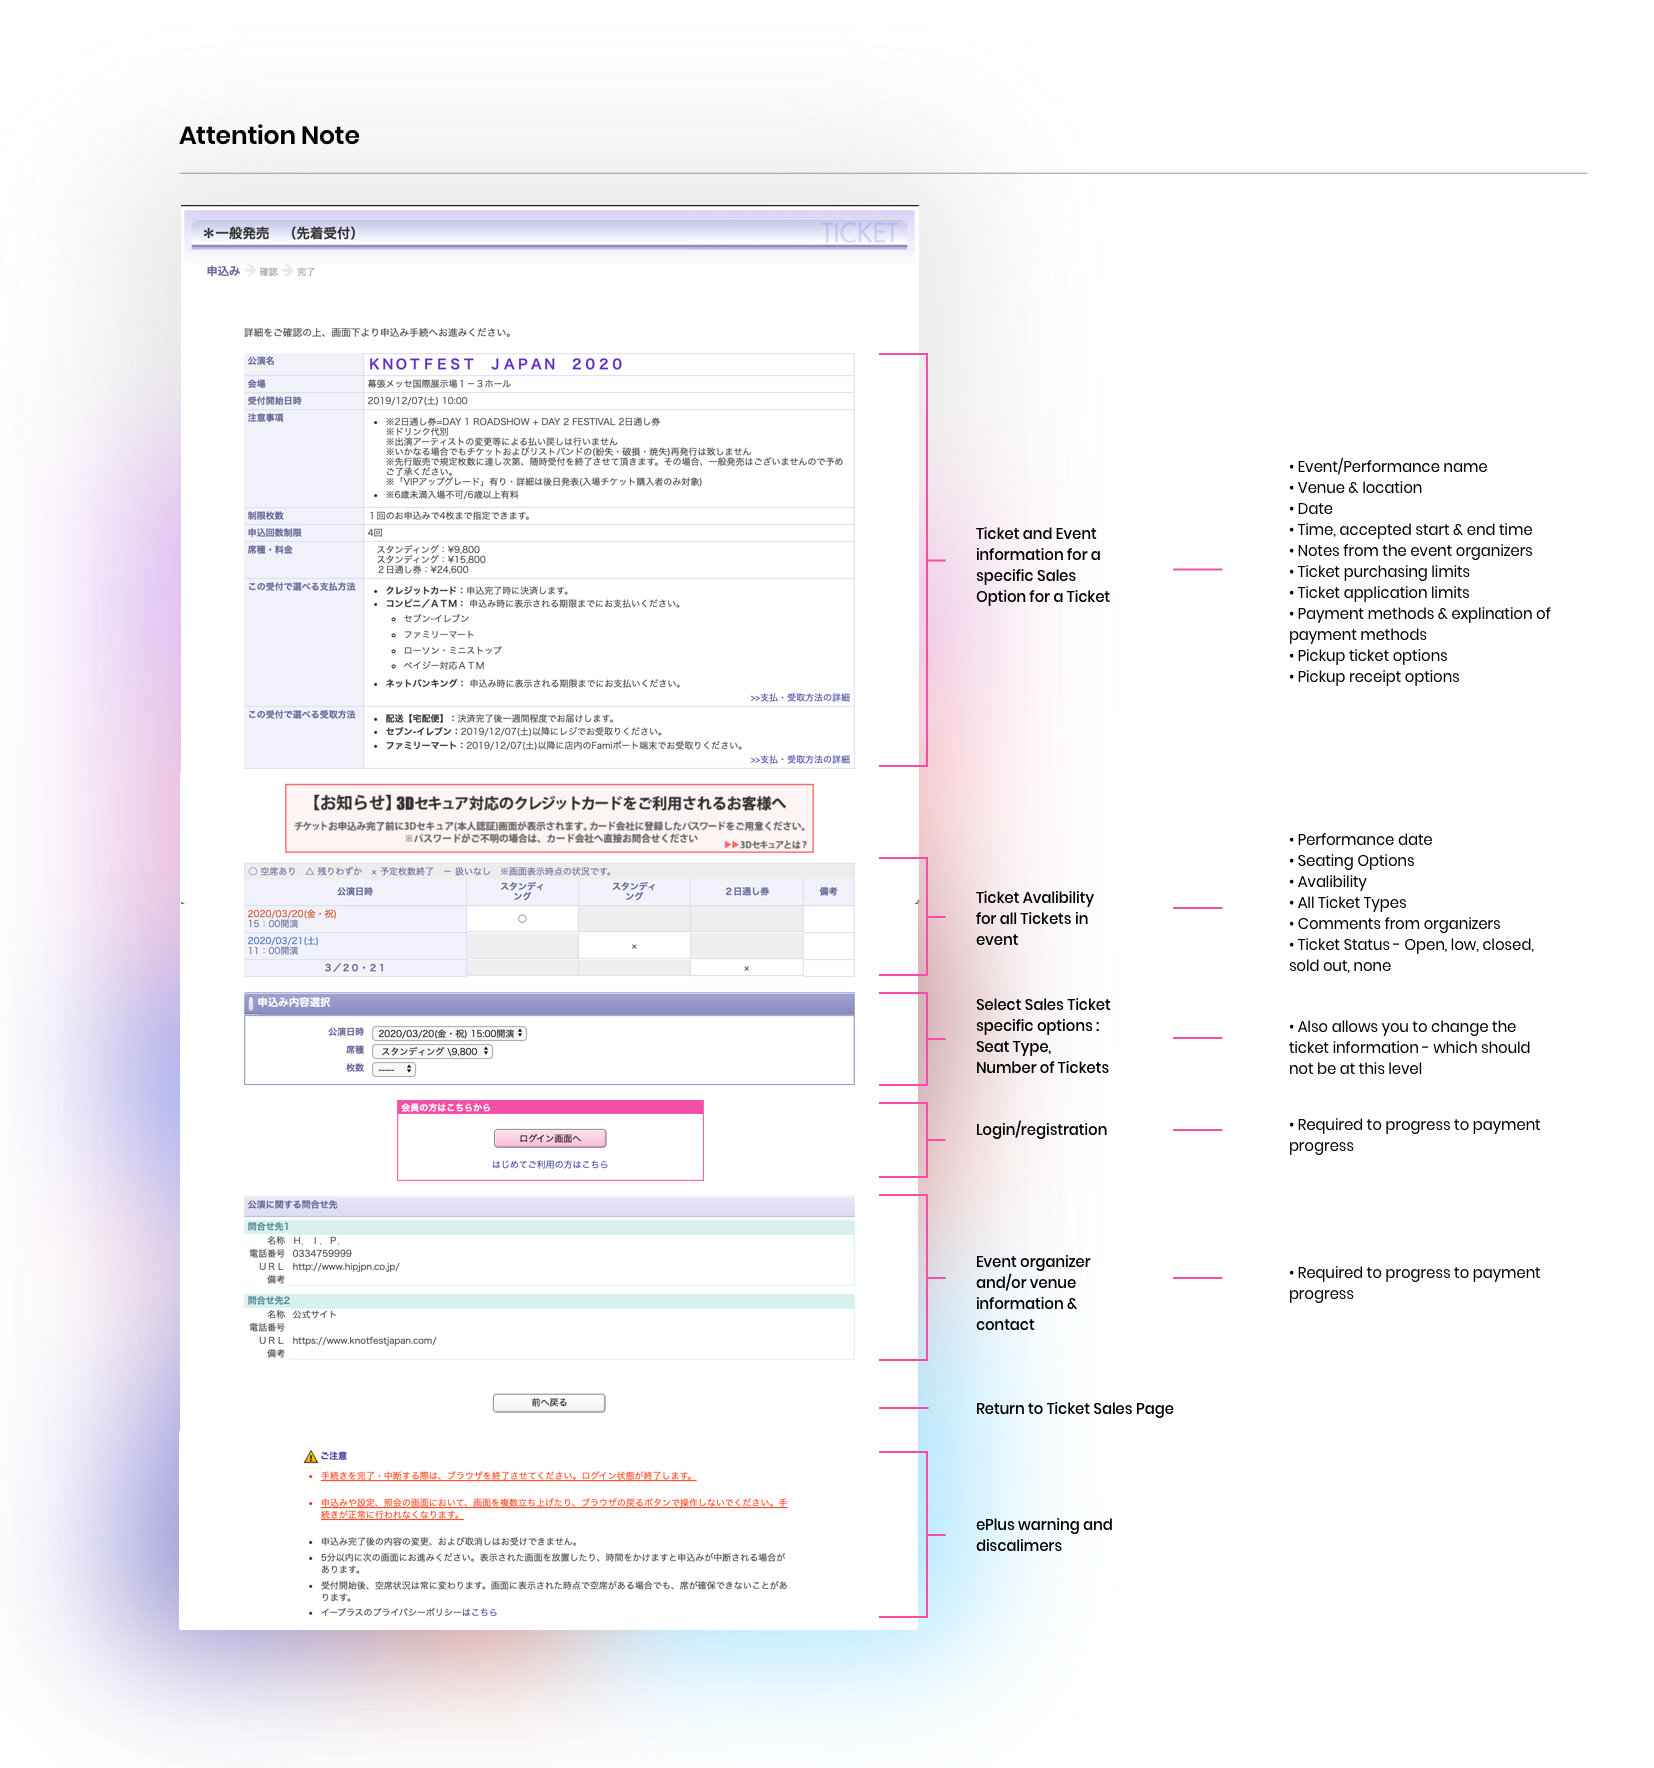 Attention Note
＊一般発売　（先着受付）
TICKET
申込み
確認
完了
詳細をご確認の上、画面下より申込み手続へお進みください。
公演名
ＫＮＯＴＦＥＳＴ　ＪＡＰＡＮ　２０２０
会場
幕張メッセ国際展示場１－３ホール
受付開始日時
2019/12/07(土) 10:00
注意事項
• ※2日通し券=DAY 1 ROADSHOW + DAY 2 FESTIVAL 2日通し券
※ドリンク代別
※出演アーティストの変更等による払い戻しは行いません
※いかなる場合でもチケットおよびリストバンドの(紛失・破損・焼失)再発行は致しません
※先行販売で規定枚数に達し次第、随時受付を終了させて頂きます。その場合、一般発売はございませんので予め
ご了承ください。
※「VIPアップグレード」有り・詳細は後日発表(入場チケット購入者のみ対象)
• ※6歳未満入場不可/6歳以上有料
制限枚数
１回のお申込みで4枚まで指定できます。
申込回数制限
4回
席種・料金
スタンディング：¥9,800
スタンディング：¥15,800
２日通し券：¥24,600
この受付で選べる支払方法
• クレジットカード：申込完了時に決済します。
• コンビニ／ＡＴＭ： 申込み時に表示される期限までにお支払いください。
セブン-イレブン
ファミリーマート
ローソン・ミニストップ
ペイジー対応ＡＴＭ
• ネットバンキング： 申込み時に表示される期限までにお支払いください。
>>支払・受取方法の詳細
この受付で選べる受取方法
• 配送【宅配便】：決済完了後一週間程度でお届けします。
• セブン-イレブン：2019/12/07(土)以降にレジでお受取りください。
• ファミリーマート：2019/12/07(土)以降に店内のFamiポート端末でお受取りください。
>>支払・受取方法の詳細
【お知らせ】3Dセキュア対応のクレジットカードをご利用されるお客様へ
チケットお申込み完了前に3Dセキュア(本人認証)画面が表示されます。カード会社に登録したパスワードをご用意ください。
※パスワードがご不明の場合は、カード会社へ直接お問合せください
▶▶3Dセキュアとは?
○ 空席あり　△ 残りわずか　× 予定枚数終了　－ 扱いなし　※画面表示時点の状況です。
公演日時
スタンディ
ング
スタンディ
ング
２日通し券
備考
2020/03/20(金・祝)
15：00開演
○
2020/03/21(土)
11：00開演
×
３／２０・２１
×
申込み内容選択
公演日時
2020/03/20(金・祝) 15:00開演
席種
スタンディング \9,800
枚数
-----
会員の方はこちらから
ログイン画面へ
はじめてご利用の方はこちら
公演に関する問合せ先
問合せ先1
名称 Ｈ．Ｉ．Ｐ．
電話番号 0334759999
ＵＲＬ http://www.hipjpn.co.jp/
備考
問合せ先2
名称 公式サイト
電話番号
ＵＲＬ https://www.knotfestjapan.com/
備考
前へ戻る
ご注意
• 手続きを完了・中断する際は、ブラウザを終了させてください。ログイン状態が終了します。
• 申込みや設定、照会の画面において、画面を複数立ち上げたり、ブラウザの戻るボタンで操作しないでください。手
続きが正常に行われなくなります。
• 申込み完了後の内容の変更、および取消しはお受けできません。
• 5分以内に次の画面にお進みください。表示された画面を放置したり、時間をかけますと申込みが中断される場合が
あります。
• 受付開始後、空席状況は常に変わります。画面に表示された時点で空席がある場合でも、席が確保できないことがあ
ります。
• イープラスのプライバシーポリシーはこちら
Ticket and Event
information for a
specific Sales
Option for a Ticket
• Event/Performance name
• Venue & location
• Date
• Time, accepted start & end time
• Notes from the event organizers
• Ticket purchasing limits
• Ticket application limits
• Payment methods & explination of
payment methods
• Pickup ticket options
• Pickup receipt options
Ticket Avalibility
for all Tickets in
event
• Performance date
• Seating Options
• Avalibility
• All Ticket Types
• Comments from organizers
• Ticket Status - Open, low, closed,
sold out, none
Select Sales Ticket
specific options :
Seat Type,
Number of Tickets
• Also allows you to change the
ticket information - which should
not be at this level
Login/registration
• Required to progress to payment
progress
Event organizer
and/or venue
information &
contact
• Required to progress to payment
progress
Return to Ticket Sales Page
ePlus warning and
discalimers